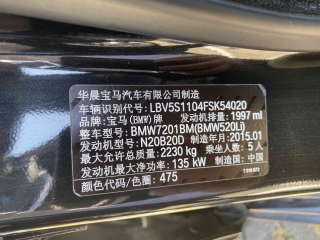 华晨宝马汽车有限公司制造
车辆识别代号: LBV5S1104FSK54020
品牌: 宝马(BMW)牌 发动机排量: 1997 ml
整车型号: BMW7201BM(BMW520LI)
发动机型号: N20B20D 制造年月: 2015.01
最大允许总质量: 2230 kg 乘坐人数: 5 人
发动机最大净功率: 135 kW 制造国: 中国
颜色代码/色圈: 475